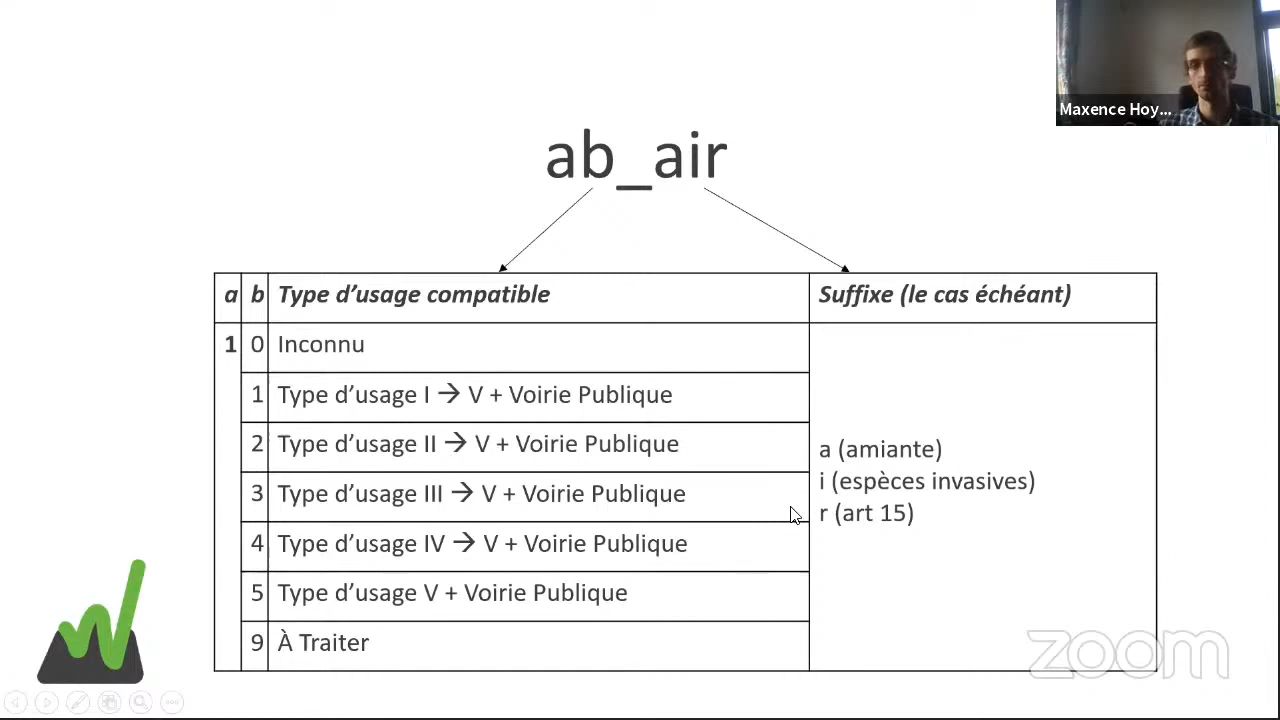 Maxence Hoy...
ab_air
a b Type d’usage compatible Suffixe (le cas échéant)
1 0 Inconnu
1 Type d’usage I → V + Voirie Publique
2 Type d’usage II → V + Voirie Publique
3 Type d’usage III → V + Voirie Publique
4 Type d’usage IV → V + Voirie Publique
5 Type d’usage V + Voirie Publique
9 À Traiter
a (amiante)
i (espèces invasives)
r (art 15)
zoom